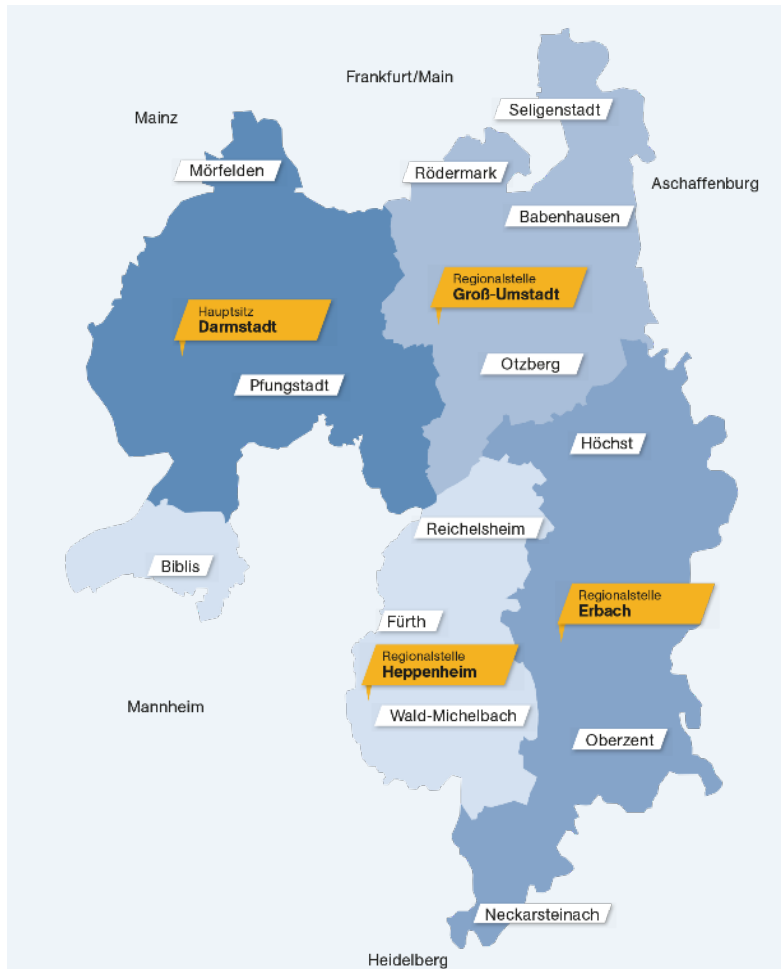 Frankfurt/Main
Seligenstadt
Mainz
Mörfelden
Rödermark
Aschaffenburg
Babenhausen
Regionalstelle
Groß-Umstadt
Hauptsitz
Darmstadt
Otzberg
Pfungstadt
Höchst
Reichelsheim
Biblis
Regionalstelle
Erbach
Fürth
Regionalstelle
Heppenheim
Mannheim
Wald-Michelbach
Oberzent
Neckarsteinach
Heidelberg